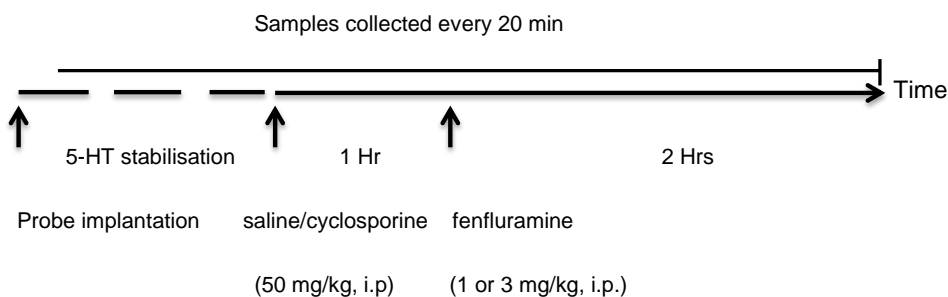 Samples collected every 20 min
Time
5-HT stabilisation 1 Hr 2 Hrs
Probe implantation saline/cyclosporine fenfluramine
(50 mg/kg, i.p) (1 or 3 mg/kg, i.p.)